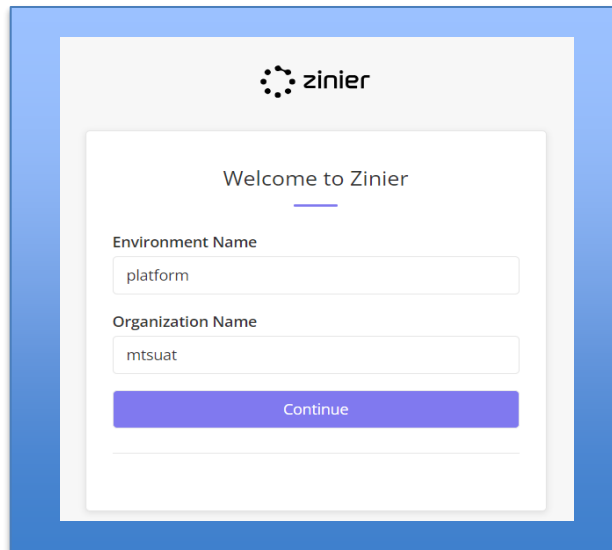 zinier
Welcome to Zinier
Environment Name
platform
Organization Name
mtsuat
Continue